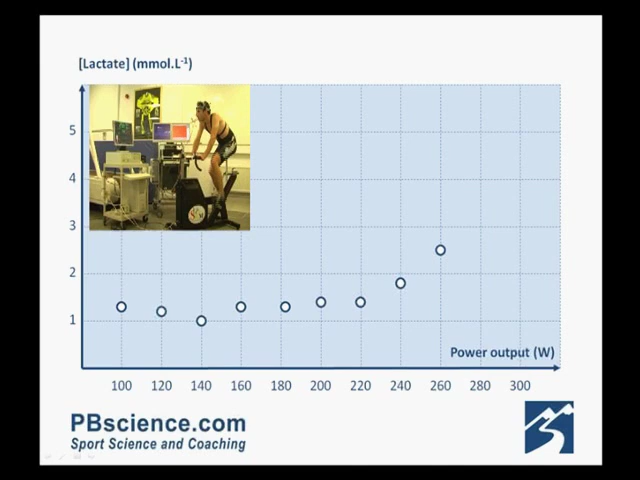 [Lactate] (mmol.L⁻¹)
5
4
3
2
1
Power output (W)
100 120 140 160 180 200 220 240 260 280 300
PBscience.com
Sport Science and Coaching